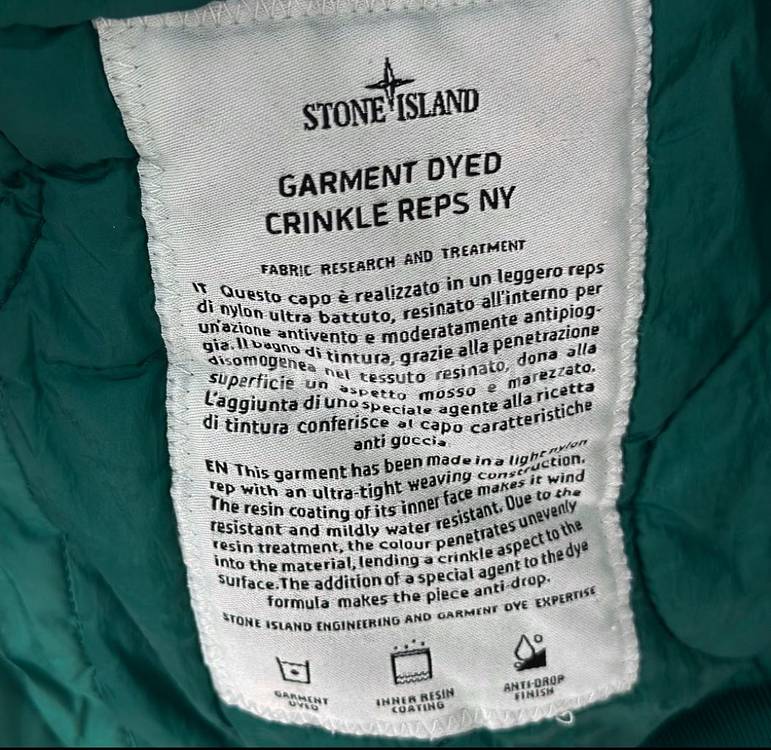 STONE ISLAND
GARMENT DYED
CRINKLE REPS NY
FABRIC RESEARCH AND TREATMENT
IT Questo capo è realizzato in un leggero reps
di nylon ultra battuto, resinato all'interno per
un'azione antivento e moderatamente antipiog-
gia. Il bagno di tintura, grazie alla penetrazione
disomogenea nel tessuto resinato, dona alla
superficie un aspetto mosso e marezzato.
L'aggiunta di uno speciale agente alla ricetta
di tintura conferisce al capo caratteristiche
anti goccia.
EN This garment has been made in a light nylon
rep with an ultra-tight weaving construction.
The resin coating of its inner face makes it wind
resistant and mildly water resistant. Due to the
resin treatment, the colour penetrates unevenly
into the material, lending a crinkle aspect to the
surface. The addition of a special agent to the dye
formula makes the piece anti-drop.
STONE ISLAND ENGINEERING AND GARMENT DYE EXPERTISE
GARMENT DYED
INNER RESIN COATING
ANTI-DROP FINISH